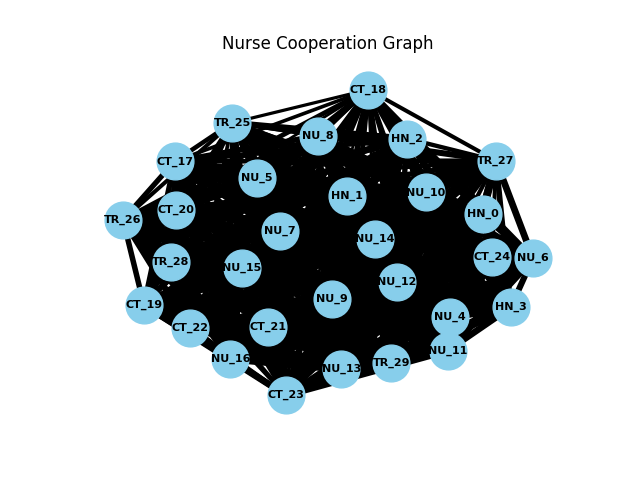 Nurse Cooperation Graph
CT_18
TR_25
NU_8
HN_2
CT_17
TR_27
NU_5
HN_1
NU_10
CT_20
HN_0
TR_26
NU_7
NU_14
CT_24
NU_6
TR_28
NU_15
NU_12
NU_9
CT_19
HN_3
NU_4
CT_22
CT_21
NU_11
NU_16
NU_13
TR_29
CT_23